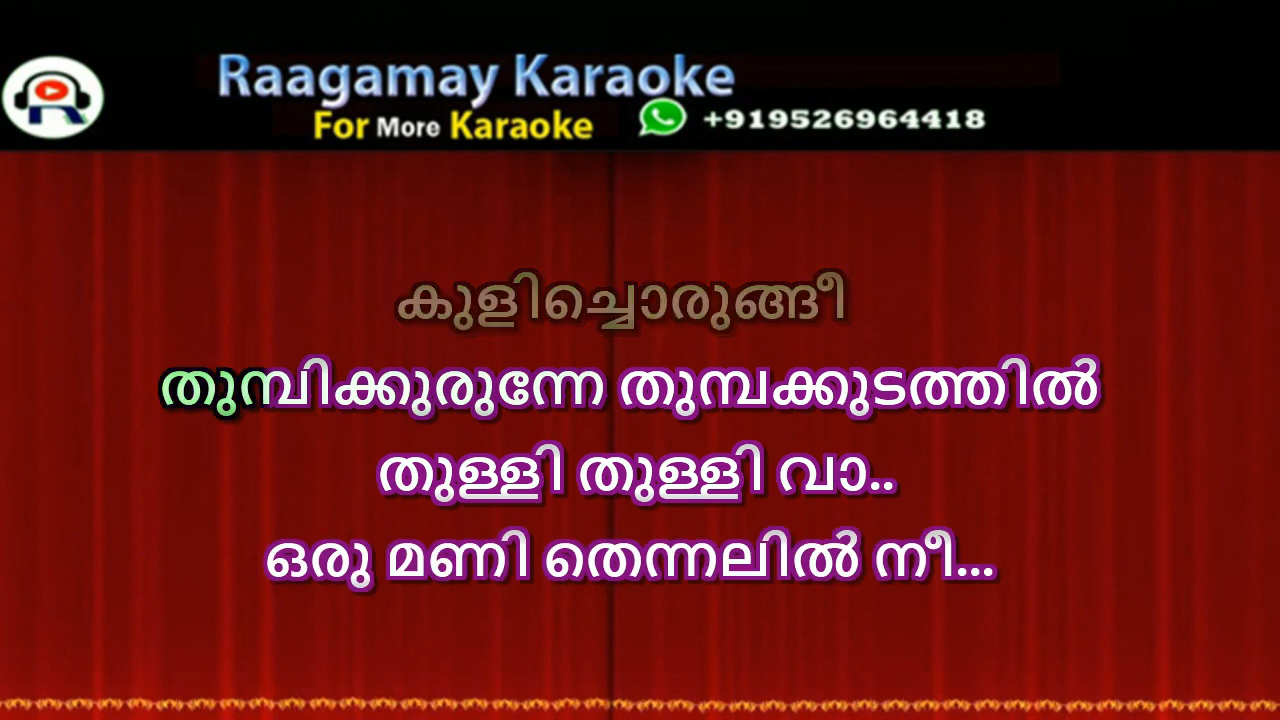 Raagamay Karaoke
For More Karaoke +919526964418
കുളിച്ചൊരുങ്ങീ
തുമ്പിക്കുരുന്നേ തുമ്പക്കുടത്തിൽ
തുള്ളി തുള്ളി വാ..
ഒരു മണി തെന്നലിൽ നീ...